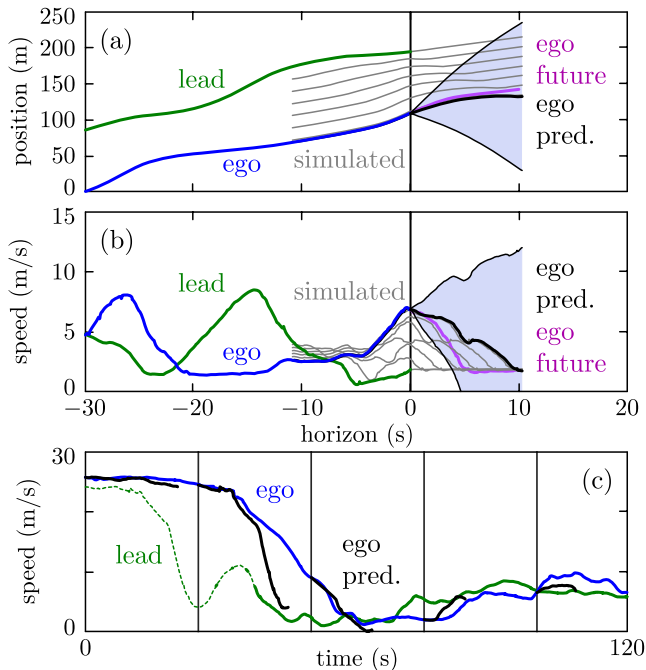 (a)
position (m)
250
200
150
100
50
0
lead
ego
simulated
ego
future
ego
pred.
(b)
speed (m/s)
15
10
5
0
lead
simulated
ego
ego
pred.
ego
future
−30 −20 −10 0 10 20
horizon (s)
(c)
speed (m/s)
30
0
ego
lead
ego
pred.
0 120
time (s)